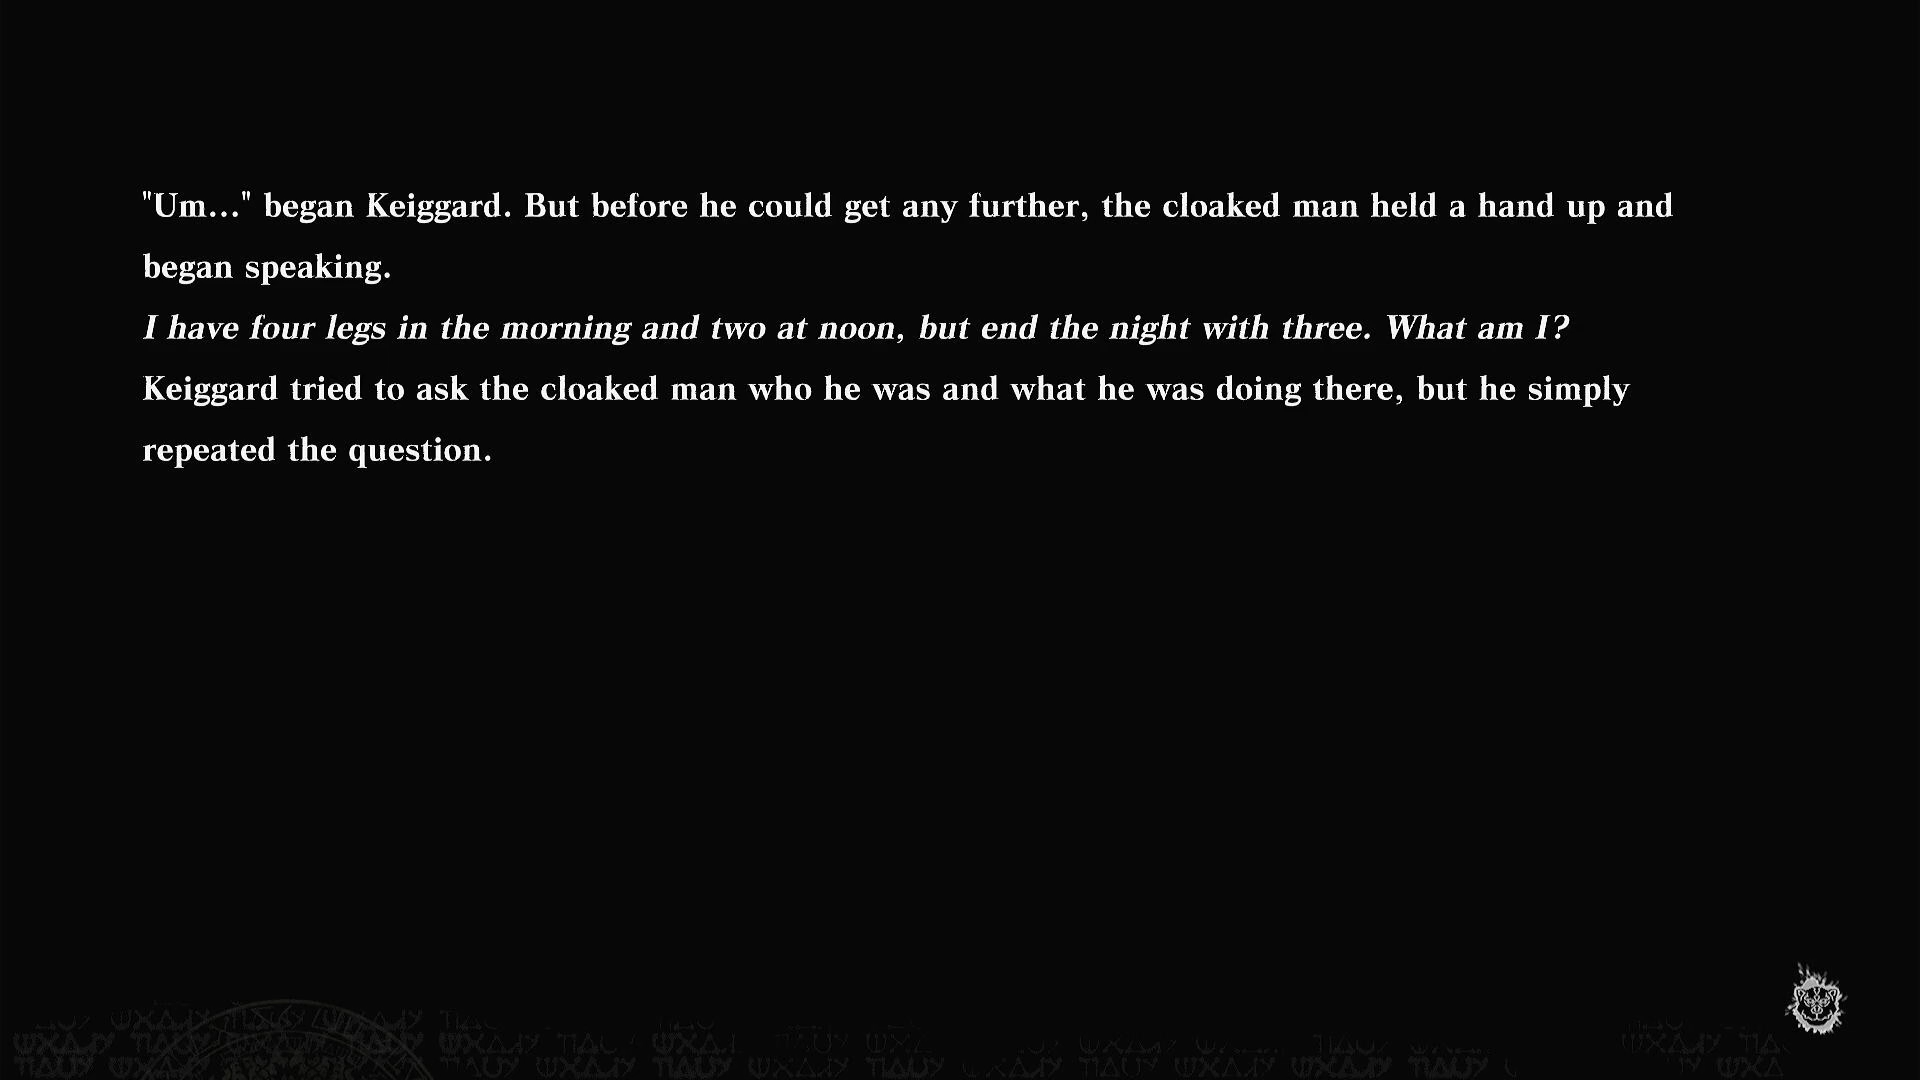 "Um..." began Keiggard. But before he could get any further, the cloaked man held a hand up and
began speaking.
I have four legs in the morning and two at noon, but end the night with three. What am I?
Keiggard tried to ask the cloaked man who he was and what he was doing there, but he simply
repeated the question.